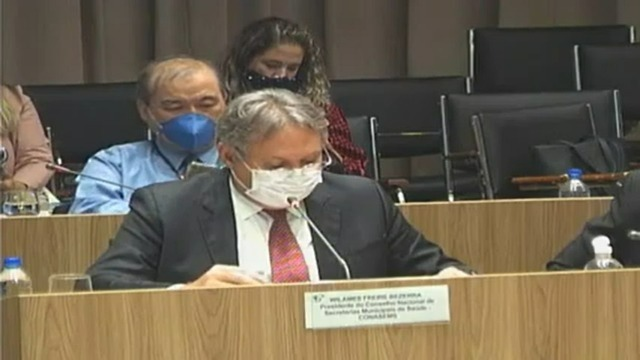 WILAMES FREIRE BEZERRA
Presidente do Conselho Nacional de
Secretarias Municipais de Saúde -
CONASEMS